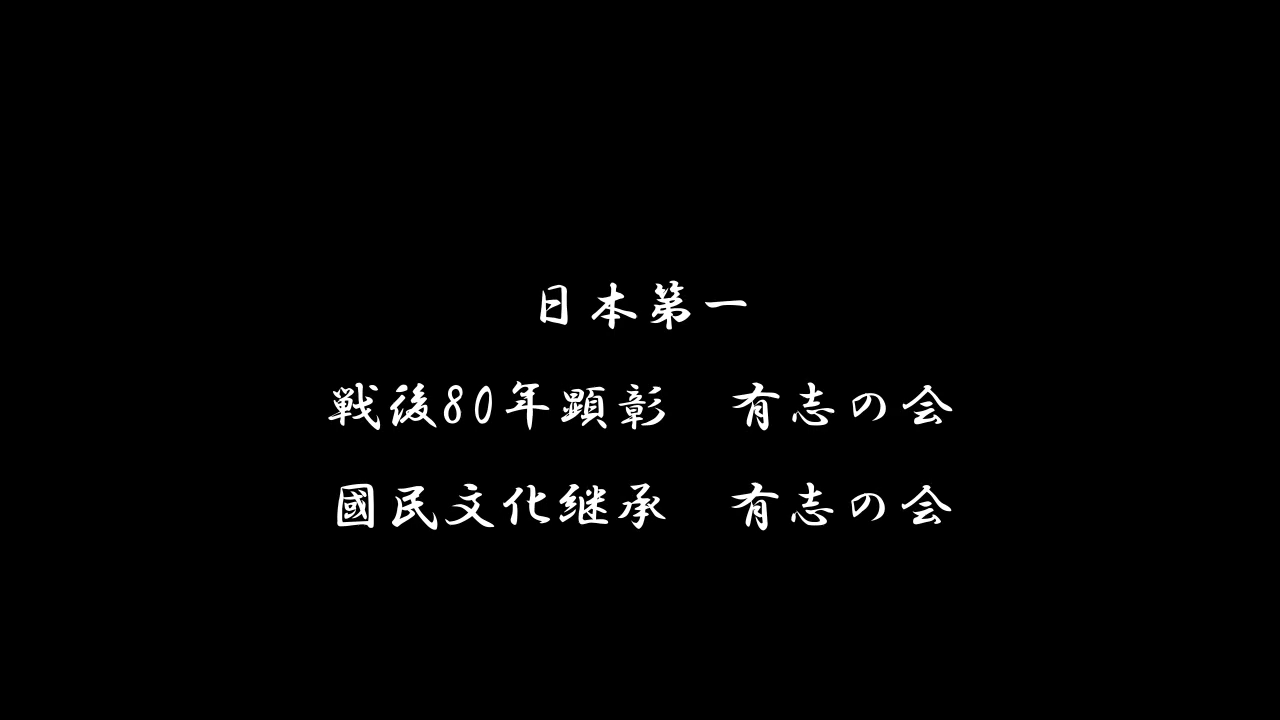 日本第一
戦後80年顕彰　有志の会
國民文化継承　有志の会